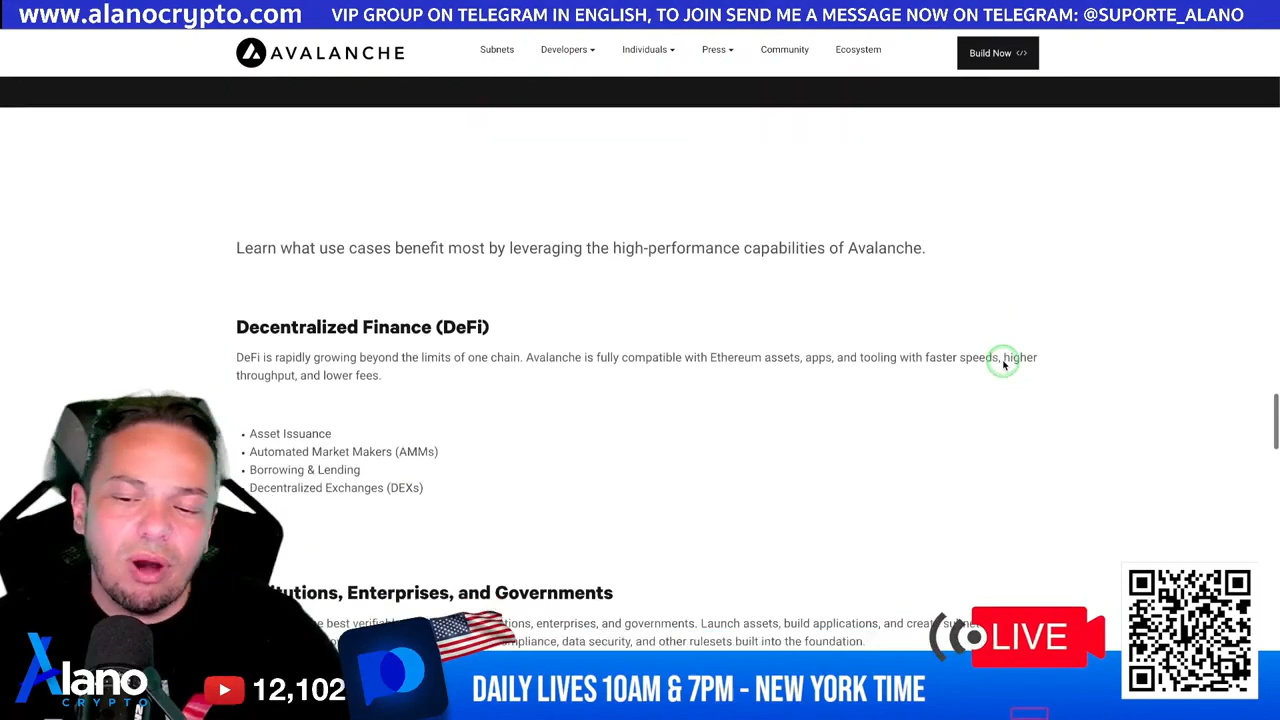 www.alanocrypto.com
VIP GROUP ON TELEGRAM IN ENGLISH, TO JOIN SEND ME A MESSAGE NOW ON TELEGRAM: @SUPORTE_ALANO
AVALANCHE
Subnets Developers Individuals Press Community Ecosystem
Build Now </>
Learn what use cases benefit most by leveraging the high-performance capabilities of Avalanche.
Decentralized Finance (DeFi)
DeFi is rapidly growing beyond the limits of one chain. Avalanche is fully compatible with Ethereum assets, apps, and tooling with faster speeds, higher
throughput, and lower fees.
• Asset Issuance
• Automated Market Makers (AMMs)
• Borrowing & Lending
• Decentralized Exchanges (DEXs)
Enterprises, and Governments
best enterprises, and governments. Launch assets, build applications, and
data security, and other rulesets built into the foundation.
LIVE
Alano
CRYPTO
12,102
DAILY LIVES 10AM & 7PM - NEW YORK TIME